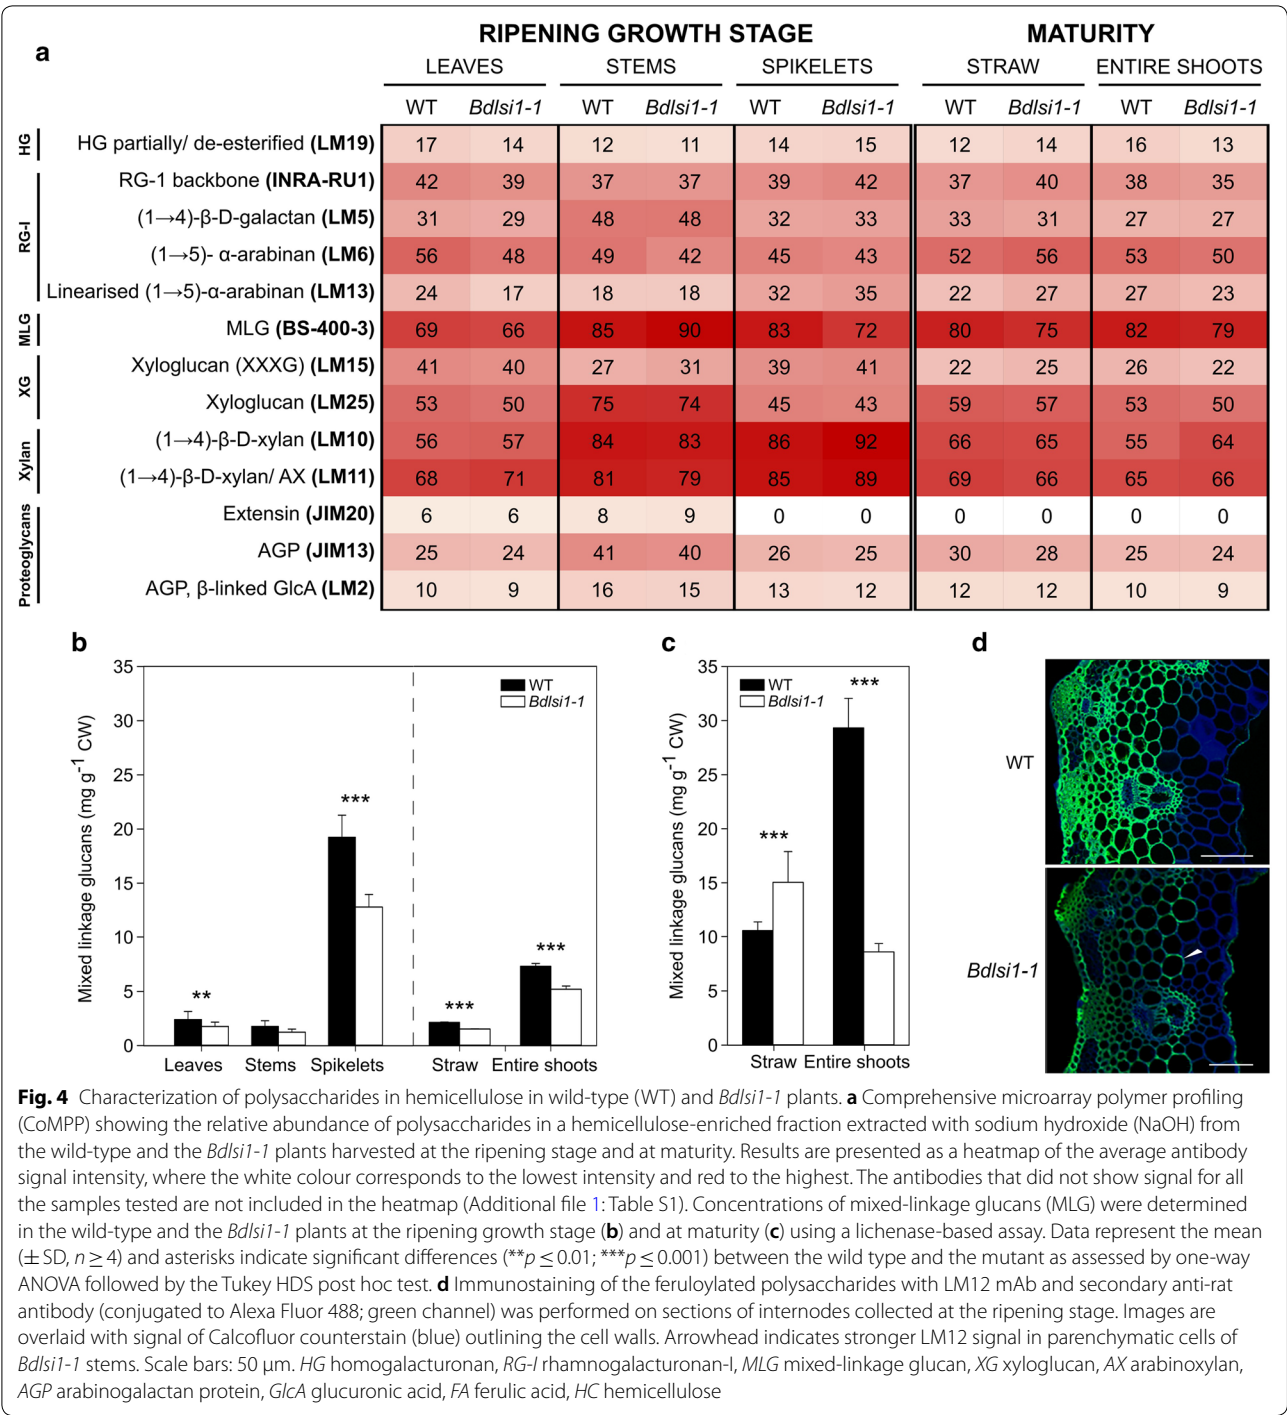 RIPENING GROWTH STAGE MATURITY
a
LEAVES STEMS SPIKELETS STRAW ENTIRE SHOOTS
WT Bdlsi1-1 WT Bdlsi1-1 WT Bdlsi1-1 WT Bdlsi1-1 WT Bdlsi1-1
HG
HG partially/ de-esterified (LM19) 17 14 12 11 14 15 12 14 16 13
RG-I
RG-1 backbone (INRA-RU1) 42 39 37 37 39 42 37 40 38 35
(1→4)-β-D-galactan (LM5) 31 29 48 48 32 33 33 31 27 27
(1→5)- α-arabinan (LM6) 56 48 49 42 45 43 52 56 53 50
Linearised (1→5)-α-arabinan (LM13) 24 17 18 18 32 35 22 27 27 23
MLG
MLG (BS-400-3) 69 66 85 90 83 72 80 75 82 79
XG
Xyloglucan (XXXG) (LM15) 41 40 27 31 39 41 22 25 26 22
Xyloglucan (LM25) 53 50 75 74 45 43 59 57 53 50
Xylan
(1→4)-β-D-xylan (LM10) 56 57 84 83 86 92 66 65 55 64
(1→4)-β-D-xylan/ AX (LM11) 68 71 81 79 85 89 69 66 65 66
Proteoglycans
Extensin (JIM20) 6 6 8 9 0 0 0 0 0 0
AGP (JIM13) 25 24 41 40 26 25 30 28 25 24
AGP, β-linked GlcA (LM2) 10 9 16 15 13 12 12 12 10 9
b
Mixed linkage glucans (mg g-1 CW)
35
30
25
20
15
10
5
0
WT
Bdlsi1-1
**
***
***
***
Leaves Stems Spikelets Straw Entire shoots
c
Mixed linkage glucans (mg g-1 CW)
35
30
25
20
15
10
5
0
WT
Bdlsi1-1
***
***
Straw Entire shoots
d
WT
Bdlsi1-1
Fig. 4 Characterization of polysaccharides in hemicellulose in wild-type (WT) and Bdlsi1-1 plants. a Comprehensive microarray polymer profiling
(CoMPP) showing the relative abundance of polysaccharides in a hemicellulose-enriched fraction extracted with sodium hydroxide (NaOH) from
the wild-type and the Bdlsi1-1 plants harvested at the ripening stage and at maturity. Results are presented as a heatmap of the average antibody
signal intensity, where the white colour corresponds to the lowest intensity and red to the highest. The antibodies that did not show signal for all
the samples tested are not included in the heatmap (Additional file 1: Table S1). Concentrations of mixed-linkage glucans (MLG) were determined
in the wild-type and the Bdlsi1-1 plants at the ripening growth stage (b) and at maturity (c) using a lichenase-based assay. Data represent the mean
(± SD, n ≥ 4) and asterisks indicate significant differences (**p ≤ 0.01; ***p ≤ 0.001) between the wild type and the mutant as assessed by one-way
ANOVA followed by the Tukey HDS post hoc test. d Immunostaining of the feruloylated polysaccharides with LM12 mAb and secondary anti-rat
antibody (conjugated to Alexa Fluor 488; green channel) was performed on sections of internodes collected at the ripening stage. Images are
overlaid with signal of Calcofluor counterstain (blue) outlining the cell walls. Arrowhead indicates stronger LM12 signal in parenchymatic cells of
Bdlsi1-1 stems. Scale bars: 50 μm. HG homogalacturonan, RG-I rhamnogalacturonan-I, MLG mixed-linkage glucan, XG xyloglucan, AX arabinoxylan,
AGP arabinogalactan protein, GlcA glucuronic acid, FA ferulic acid, HC hemicellulose